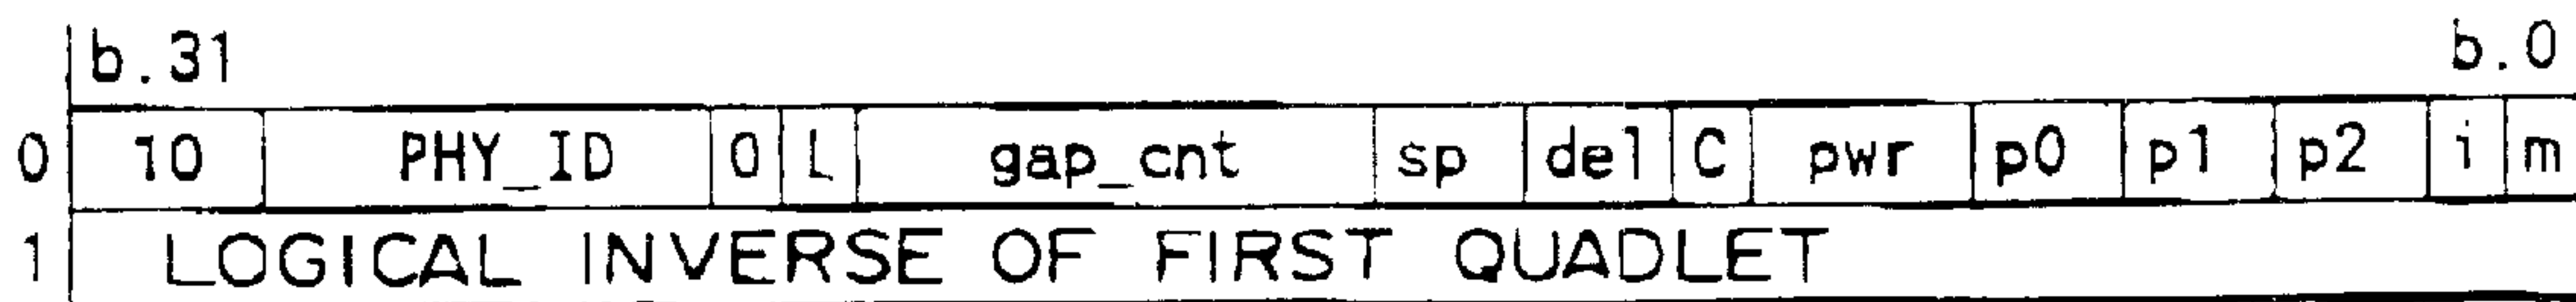 b.31 b.0
0 10 PHY_ID 0 L gap_cnt sp del C pwr p0 p1 p2 i m
1 LOGICAL INVERSE OF FIRST QUADLET